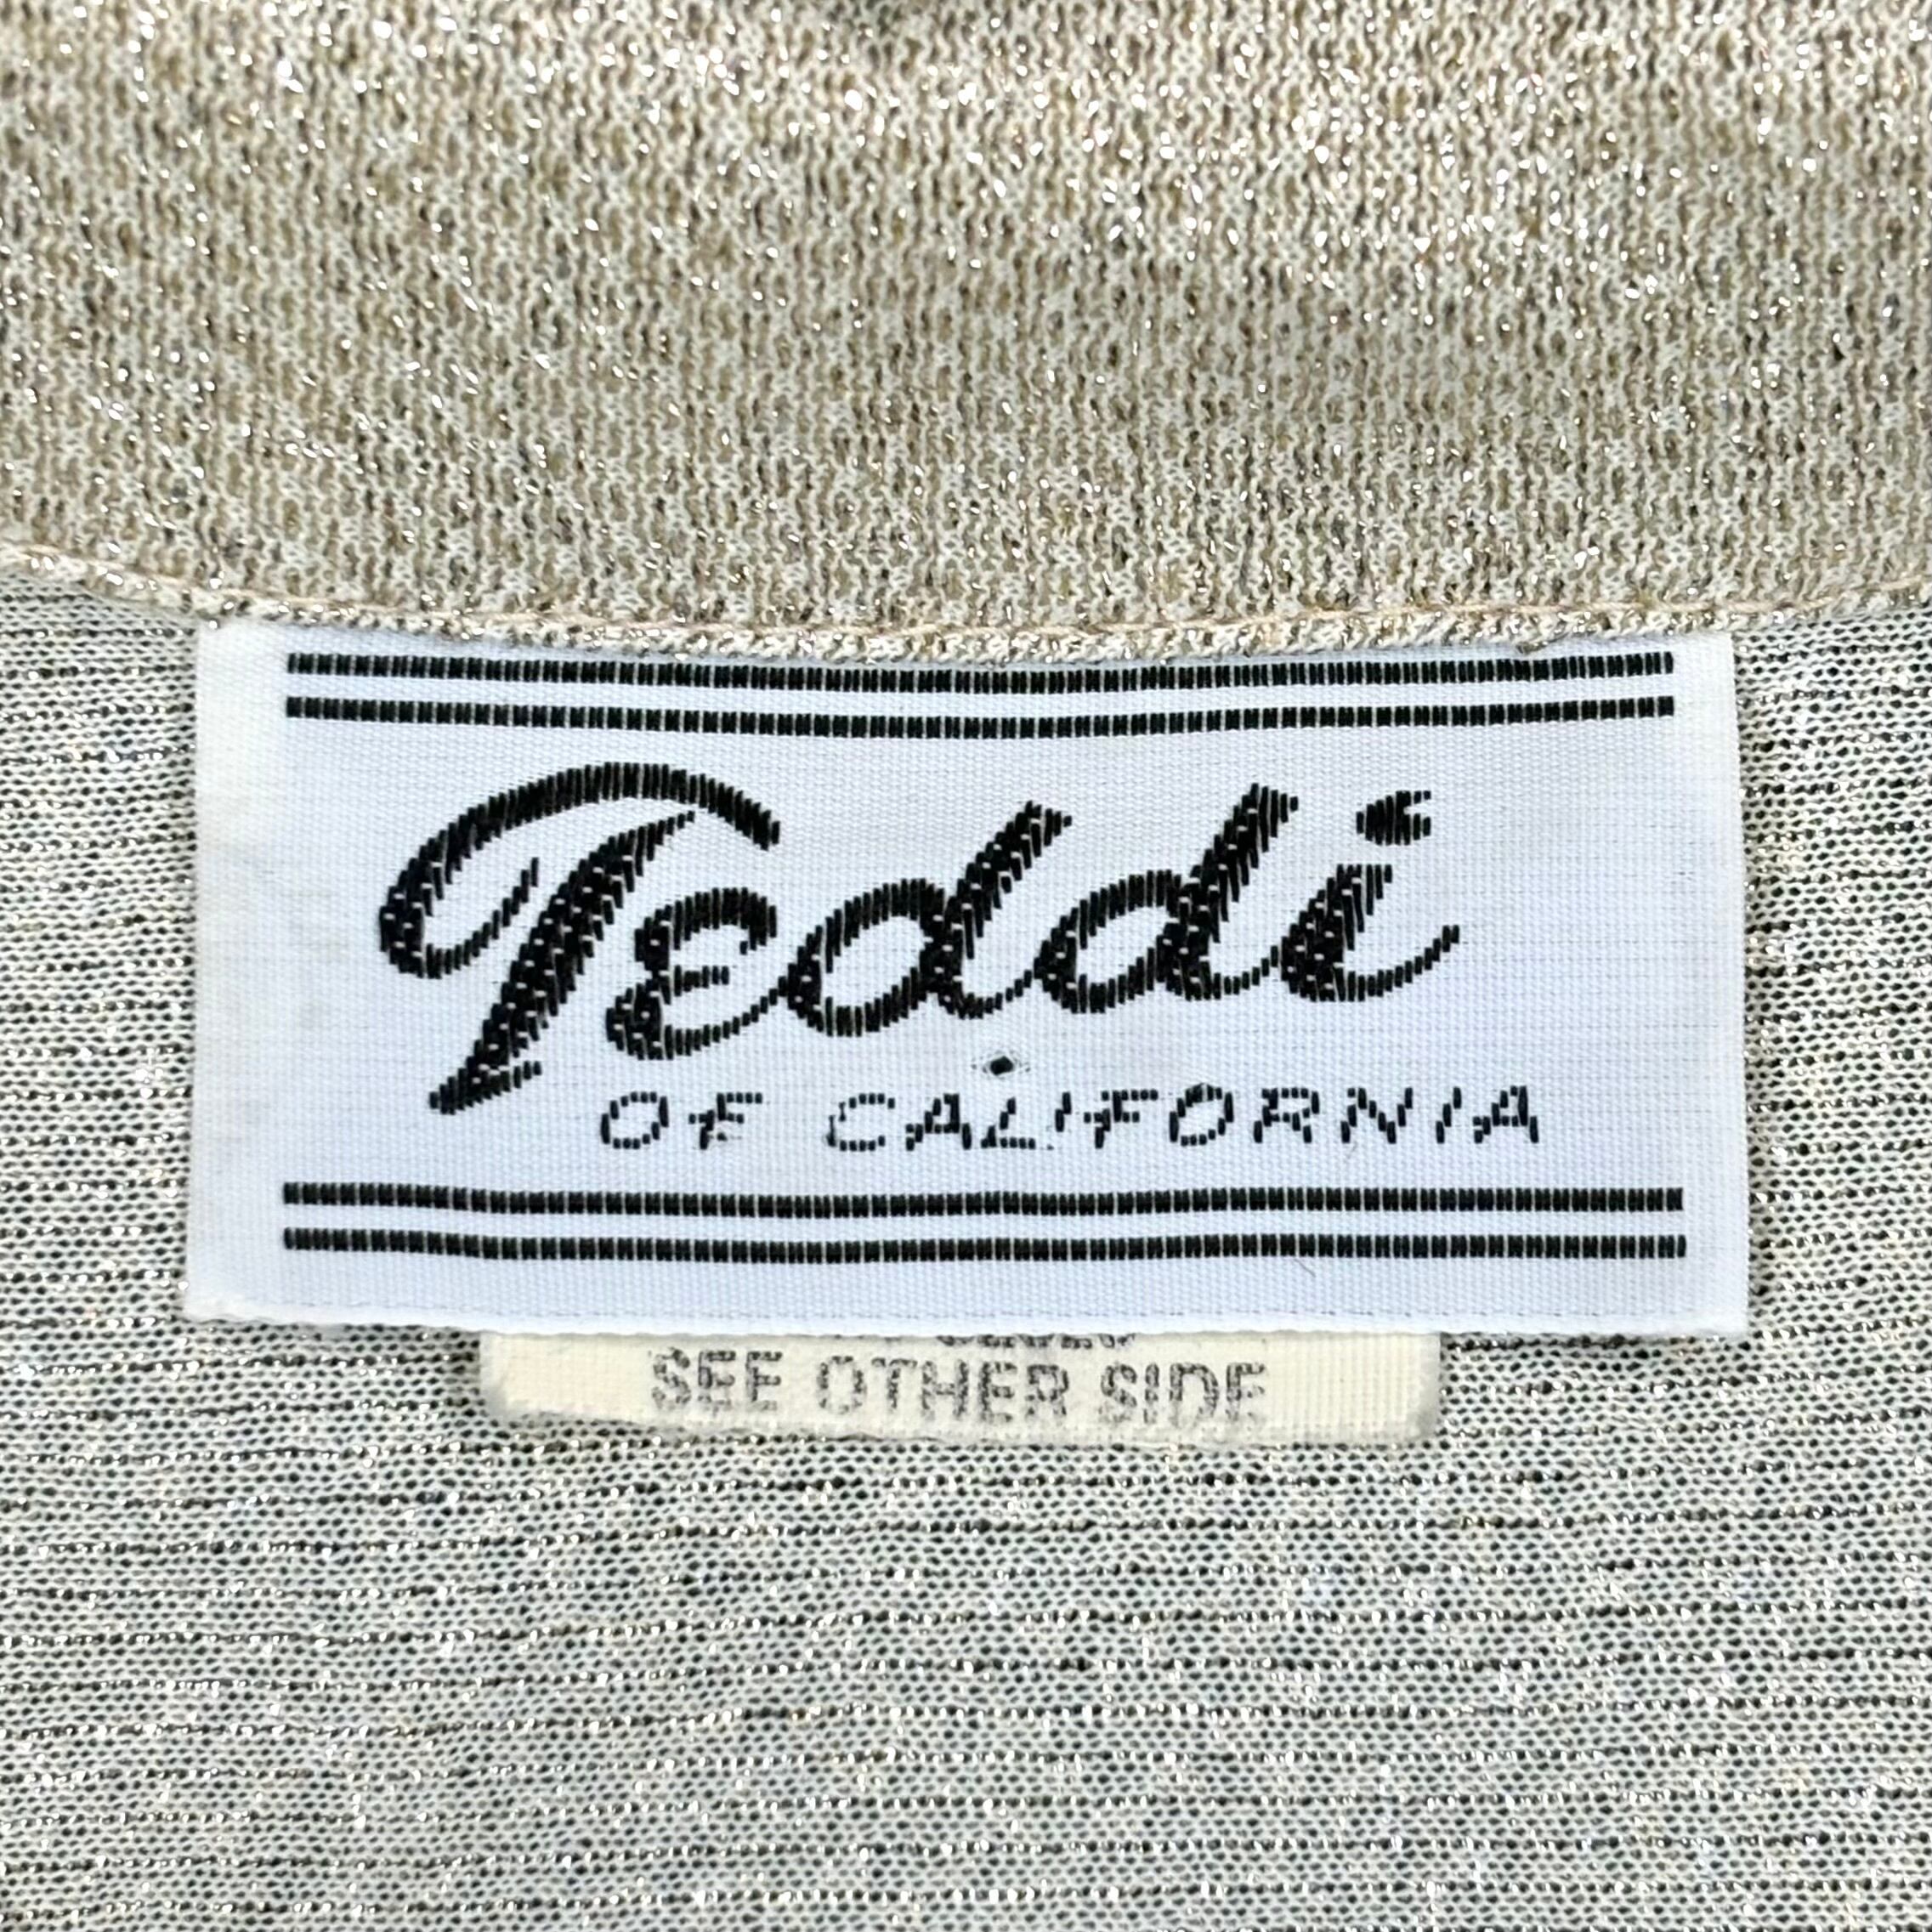 Teddi
OF CALIFORNIA
SEE OTHER SIDE